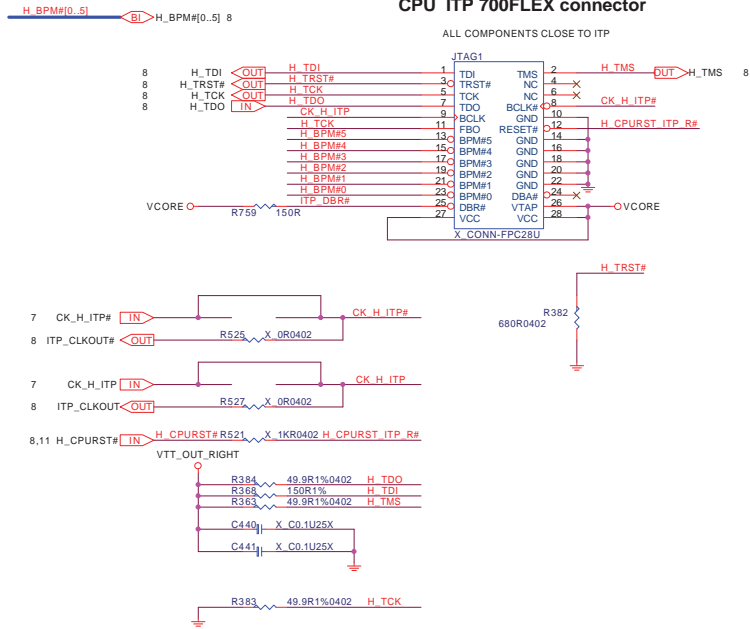 CPU ITP 700FLEX connector
H_BPM#[0..5] BI H_BPM#[0..5] 8
ALL COMPONENTS CLOSE TO ITP
JTAG1
8 H_TDI OUT H_TDI 1 TDI TMS 2 H_TMS OUT H_TMS 8
8 H_TRST# OUT H_TRST# 3 TRST# NC 4
8 H_TCK OUT H_TCK 5 TCK NC 6
8 H_TDO IN H_TDO 7 TDO BCLK# 8 CK_H_ITP#
CK_H_ITP 9 BCLK GND 10
H_TCK 11 FBO RESET# 12 H_CPURST_ITP_R#
H_BPM#5 13 BPM#5 GND 14
H_BPM#4 15 BPM#4 GND 16
H_BPM#3 17 BPM#3 GND 18
H_BPM#2 19 BPM#2 GND 20
H_BPM#1 21 BPM#1 GND 22
H_BPM#0 23 BPM#0 DBA# 24
VCORE R759 150R ITP_DBR# 25 DBR# VTAP 26 VCORE
27 VCC VCC 28
X_CONN-FPC28U
H_TRST#
R382
680R0402
7 CK_H_ITP# IN CK_H_ITP#
8 ITP_CLKOUT# OUT R525 X_0R0402
7 CK_H_ITP IN CK_H_ITP
8 ITP_CLKOUT OUT R527 X_0R0402
8,11 H_CPURST# IN H_CPURST# R521 X_1KR0402 H_CPURST_ITP_R#
VTT_OUT_RIGHT
R384 49.9R1%0402 H_TDO
R368 150R1% H_TDI
R363 49.9R1%0402 H_TMS
C440 X_C0.1U25X
C441 X_C0.1U25X
R383 49.9R1%0402 H_TCK